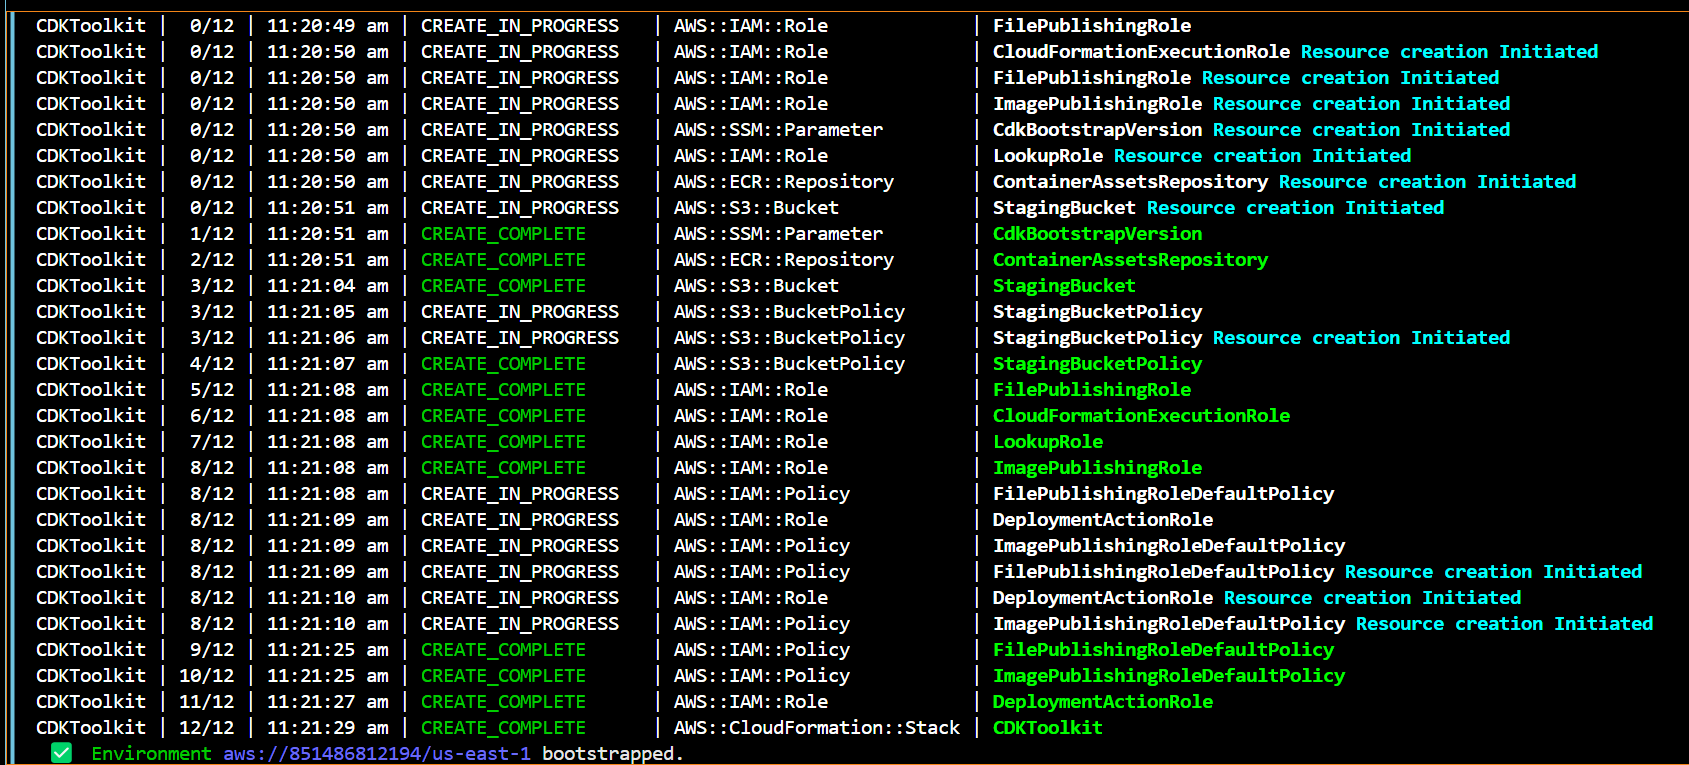 CDKToolkit |  0/12 | 11:20:49 am | CREATE_IN_PROGRESS   | AWS::IAM::Role             | FilePublishingRole
CDKToolkit |  0/12 | 11:20:50 am | CREATE_IN_PROGRESS   | AWS::IAM::Role             | CloudFormationExecutionRole Resource creation Initiated
CDKToolkit |  0/12 | 11:20:50 am | CREATE_IN_PROGRESS   | AWS::IAM::Role             | FilePublishingRole Resource creation Initiated
CDKToolkit |  0/12 | 11:20:50 am | CREATE_IN_PROGRESS   | AWS::IAM::Role             | ImagePublishingRole Resource creation Initiated
CDKToolkit |  0/12 | 11:20:50 am | CREATE_IN_PROGRESS   | AWS::SSM::Parameter        | CdkBootstrapVersion Resource creation Initiated
CDKToolkit |  0/12 | 11:20:50 am | CREATE_IN_PROGRESS   | AWS::IAM::Role             | LookupRole Resource creation Initiated
CDKToolkit |  0/12 | 11:20:50 am | CREATE_IN_PROGRESS   | AWS::ECR::Repository       | ContainerAssetsRepository Resource creation Initiated
CDKToolkit |  0/12 | 11:20:51 am | CREATE_IN_PROGRESS   | AWS::S3::Bucket            | StagingBucket Resource creation Initiated
CDKToolkit |  1/12 | 11:20:51 am | CREATE_COMPLETE      | AWS::SSM::Parameter        | CdkBootstrapVersion
CDKToolkit |  2/12 | 11:20:51 am | CREATE_COMPLETE      | AWS::ECR::Repository       | ContainerAssetsRepository
CDKToolkit |  3/12 | 11:21:04 am | CREATE_COMPLETE      | AWS::S3::Bucket            | StagingBucket
CDKToolkit |  3/12 | 11:21:05 am | CREATE_IN_PROGRESS   | AWS::S3::BucketPolicy      | StagingBucketPolicy
CDKToolkit |  3/12 | 11:21:06 am | CREATE_IN_PROGRESS   | AWS::S3::BucketPolicy      | StagingBucketPolicy Resource creation Initiated
CDKToolkit |  4/12 | 11:21:07 am | CREATE_COMPLETE      | AWS::S3::BucketPolicy      | StagingBucketPolicy
CDKToolkit |  5/12 | 11:21:08 am | CREATE_COMPLETE      | AWS::IAM::Role             | FilePublishingRole
CDKToolkit |  6/12 | 11:21:08 am | CREATE_COMPLETE      | AWS::IAM::Role             | CloudFormationExecutionRole
CDKToolkit |  7/12 | 11:21:08 am | CREATE_COMPLETE      | AWS::IAM::Role             | LookupRole
CDKToolkit |  8/12 | 11:21:08 am | CREATE_COMPLETE      | AWS::IAM::Role             | ImagePublishingRole
CDKToolkit |  8/12 | 11:21:08 am | CREATE_IN_PROGRESS   | AWS::IAM::Policy           | FilePublishingRoleDefaultPolicy
CDKToolkit |  8/12 | 11:21:09 am | CREATE_IN_PROGRESS   | AWS::IAM::Role             | DeploymentActionRole
CDKToolkit |  8/12 | 11:21:09 am | CREATE_IN_PROGRESS   | AWS::IAM::Policy           | ImagePublishingRoleDefaultPolicy
CDKToolkit |  8/12 | 11:21:09 am | CREATE_IN_PROGRESS   | AWS::IAM::Policy           | FilePublishingRoleDefaultPolicy Resource creation Initiated
CDKToolkit |  8/12 | 11:21:10 am | CREATE_IN_PROGRESS   | AWS::IAM::Role             | DeploymentActionRole Resource creation Initiated
CDKToolkit |  8/12 | 11:21:10 am | CREATE_IN_PROGRESS   | AWS::IAM::Policy           | ImagePublishingRoleDefaultPolicy Resource creation Initiated
CDKToolkit |  9/12 | 11:21:25 am | CREATE_COMPLETE      | AWS::IAM::Policy           | FilePublishingRoleDefaultPolicy
CDKToolkit | 10/12 | 11:21:25 am | CREATE_COMPLETE      | AWS::IAM::Policy           | ImagePublishingRoleDefaultPolicy
CDKToolkit | 11/12 | 11:21:27 am | CREATE_COMPLETE      | AWS::IAM::Role             | DeploymentActionRole
CDKToolkit | 12/12 | 11:21:29 am | CREATE_COMPLETE      | AWS::CloudFormation::Stack | CDKToolkit
✅ Environment aws://851486812194/us-east-1 bootstrapped.